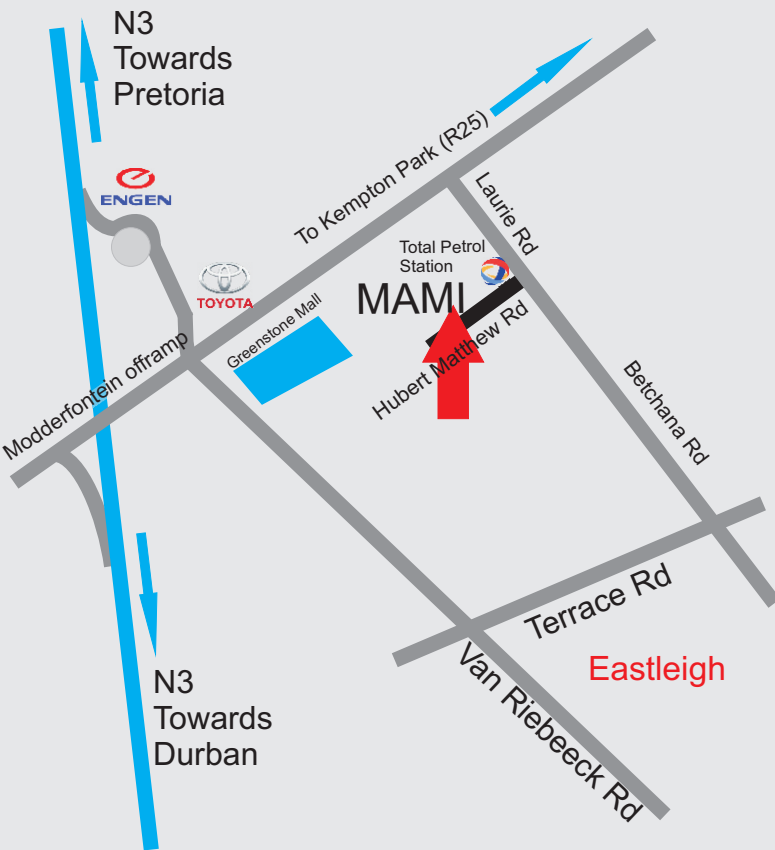 N3
Towards
Pretoria
ENGEN
To Kempton Park (R25)
Laurie Rd
Total Petrol
Station
TOYOTA
MAMI
Greenstone Mall
Hubert Matthew Rd
Modderfontein offramp
Betchana Rd
Terrace Rd
Eastleigh
Van Riebeeck Rd
N3
Towards
Durban